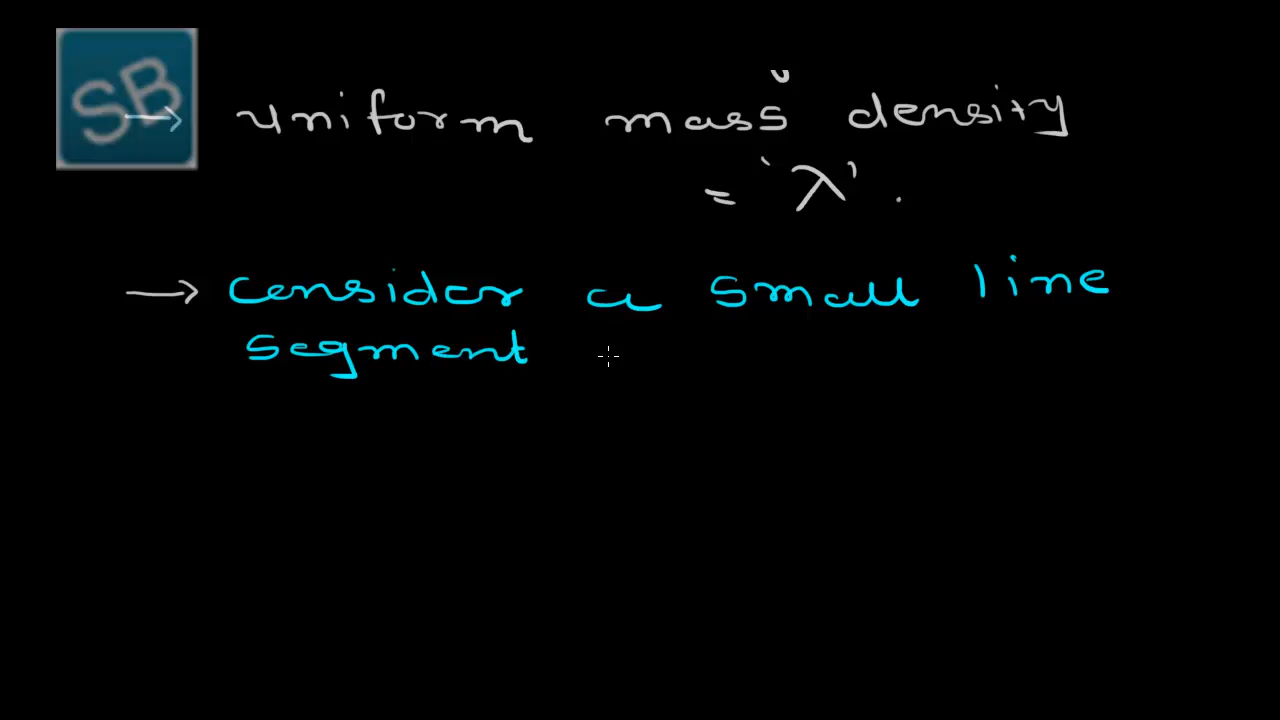 SB
→ uniform mass density
= 'λ'.
→ consider a small line
segment